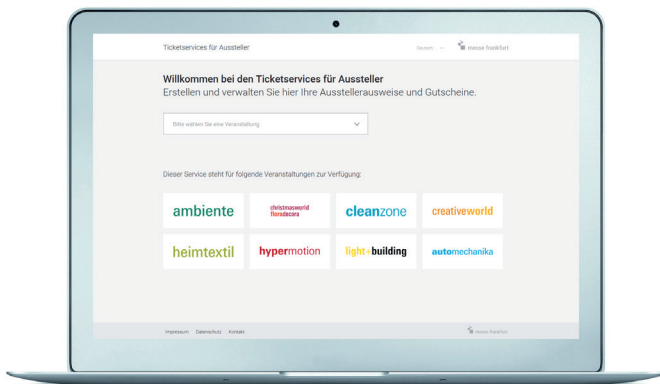 Ticketservices für Aussteller
Deutsch
messe frankfurt
Willkommen bei den Ticketservices für Aussteller
Erstellen und verwalten Sie hier Ihre Ausstellerausweise und Gutscheine.
Bitte wählen Sie eine Veranstaltung
Dieser Service steht für folgende Veranstaltungen zur Verfügung:
ambiente
christmasworld
floradecora
cleanzone
creativeworld
heimtextil
hypermotion
light+building
automechanika
Impressum Datenschutz Kontakt
messe frankfurt